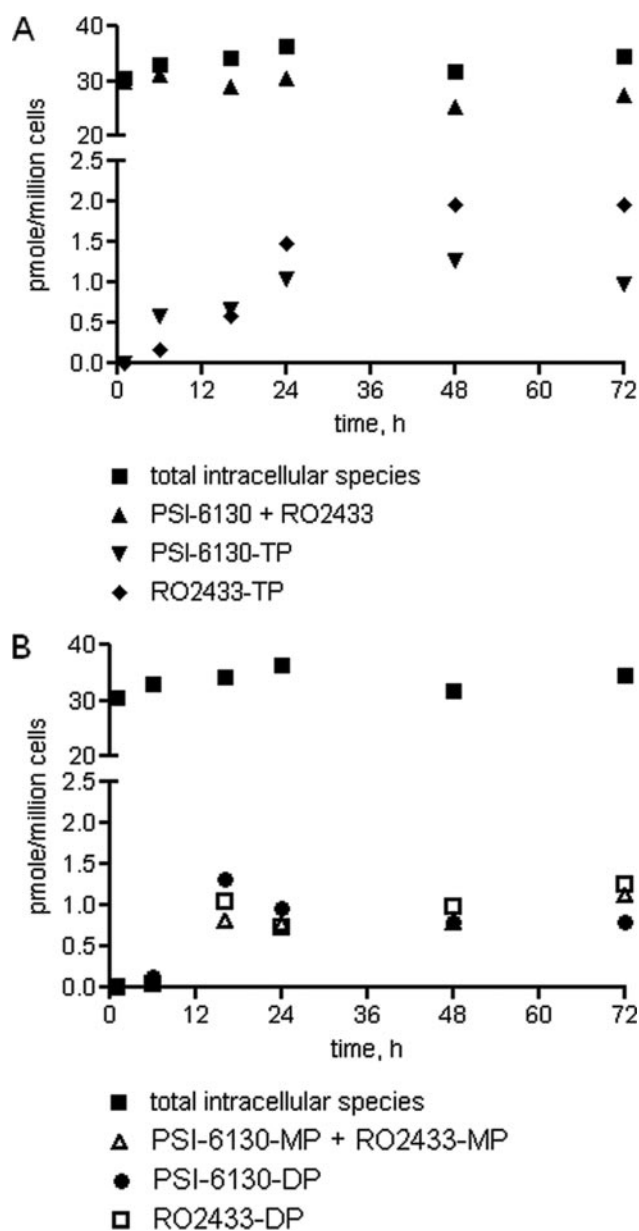 A
40
30
20
2.5
2.0
1.5
1.0
0.5
0.0
pmole/million cells
0 12 24 36 48 60 72
time, h
total intracellular species
PSI-6130 + RO2433
PSI-6130-TP
RO2433-TP
B
40
30
20
2.5
2.0
1.5
1.0
0.5
0.0
pmole/million cells
0 12 24 36 48 60 72
time, h
total intracellular species
PSI-6130-MP + RO2433-MP
PSI-6130-DP
RO2433-DP